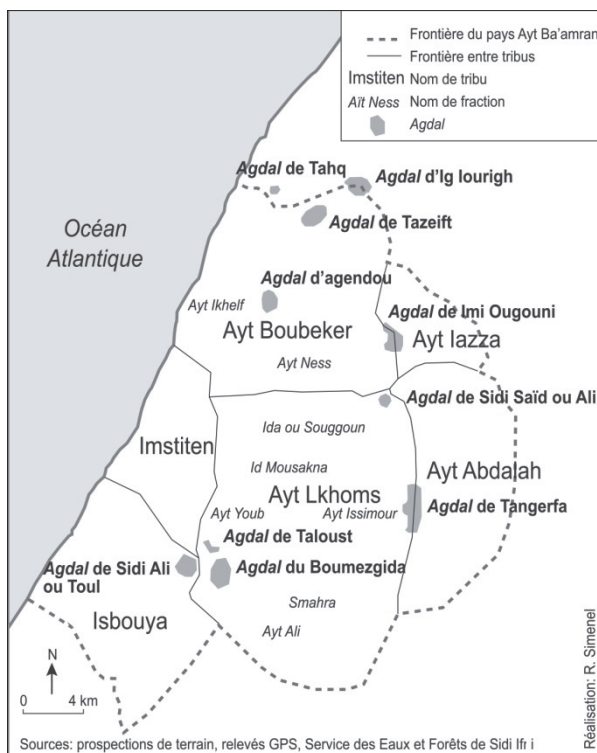 Frontière du pays Ayt Ba'amran
Frontière entre tribus
Imstiten Nom de tribu
Aït Ness Nom de fraction
Agdal
Agdal de Tahq
Agdal d'Ig Iourigh
Agdal de Tazeift
Océan
Atlantique
Agdal d'agendou
Ayt Ikhelf
Agdal de Imi Ougouni
Ayt Boubeker
Ayt Iazza
Ayt Ness
Agdal de Sidi Saïd ou Ali
Ida ou Souggoun
Imstiten
Id Mousakna
Ayt Abdalah
Ayt Lkhoms
Agdal de Tangerfa
Ayt Youb
Ayt Issimour
Agdal de Taloust
Agdal de Sidi Ali
ou Toul
Agdal du Boumezgida
Isbouya
Smahra
Ayt Ali
N
0 4 km
Réalisation: R. Simenel
Sources: prospections de terrain, relevés GPS, Service des Eaux et Forêts de Sidi Ifr i